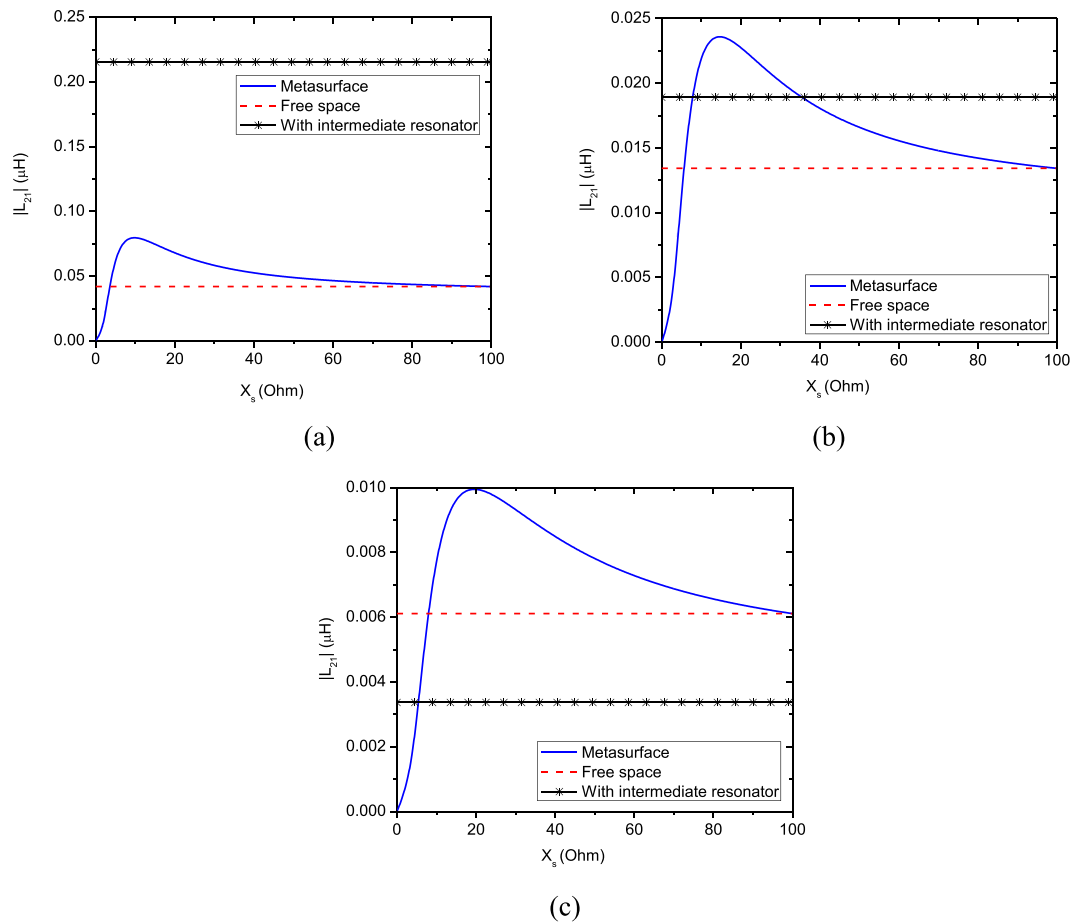 0.25
0.20
0.15
0.10
0.05
0.00
|L21| (μH)
Metasurface
Free space
With intermediate resonator
0 20 40 60 80 100
Xs (Ohm)
(a)
0.025
0.020
0.015
0.010
0.005
0.000
|L21| (μH)
Metasurface
Free space
With intermediate resonator
0 20 40 60 80 100
Xs (Ohm)
(b)
0.010
0.008
0.006
0.004
0.002
0.000
|L21| (μH)
Metasurface
Free space
With intermediate resonator
0 20 40 60 80 100
Xs (Ohm)
(c)